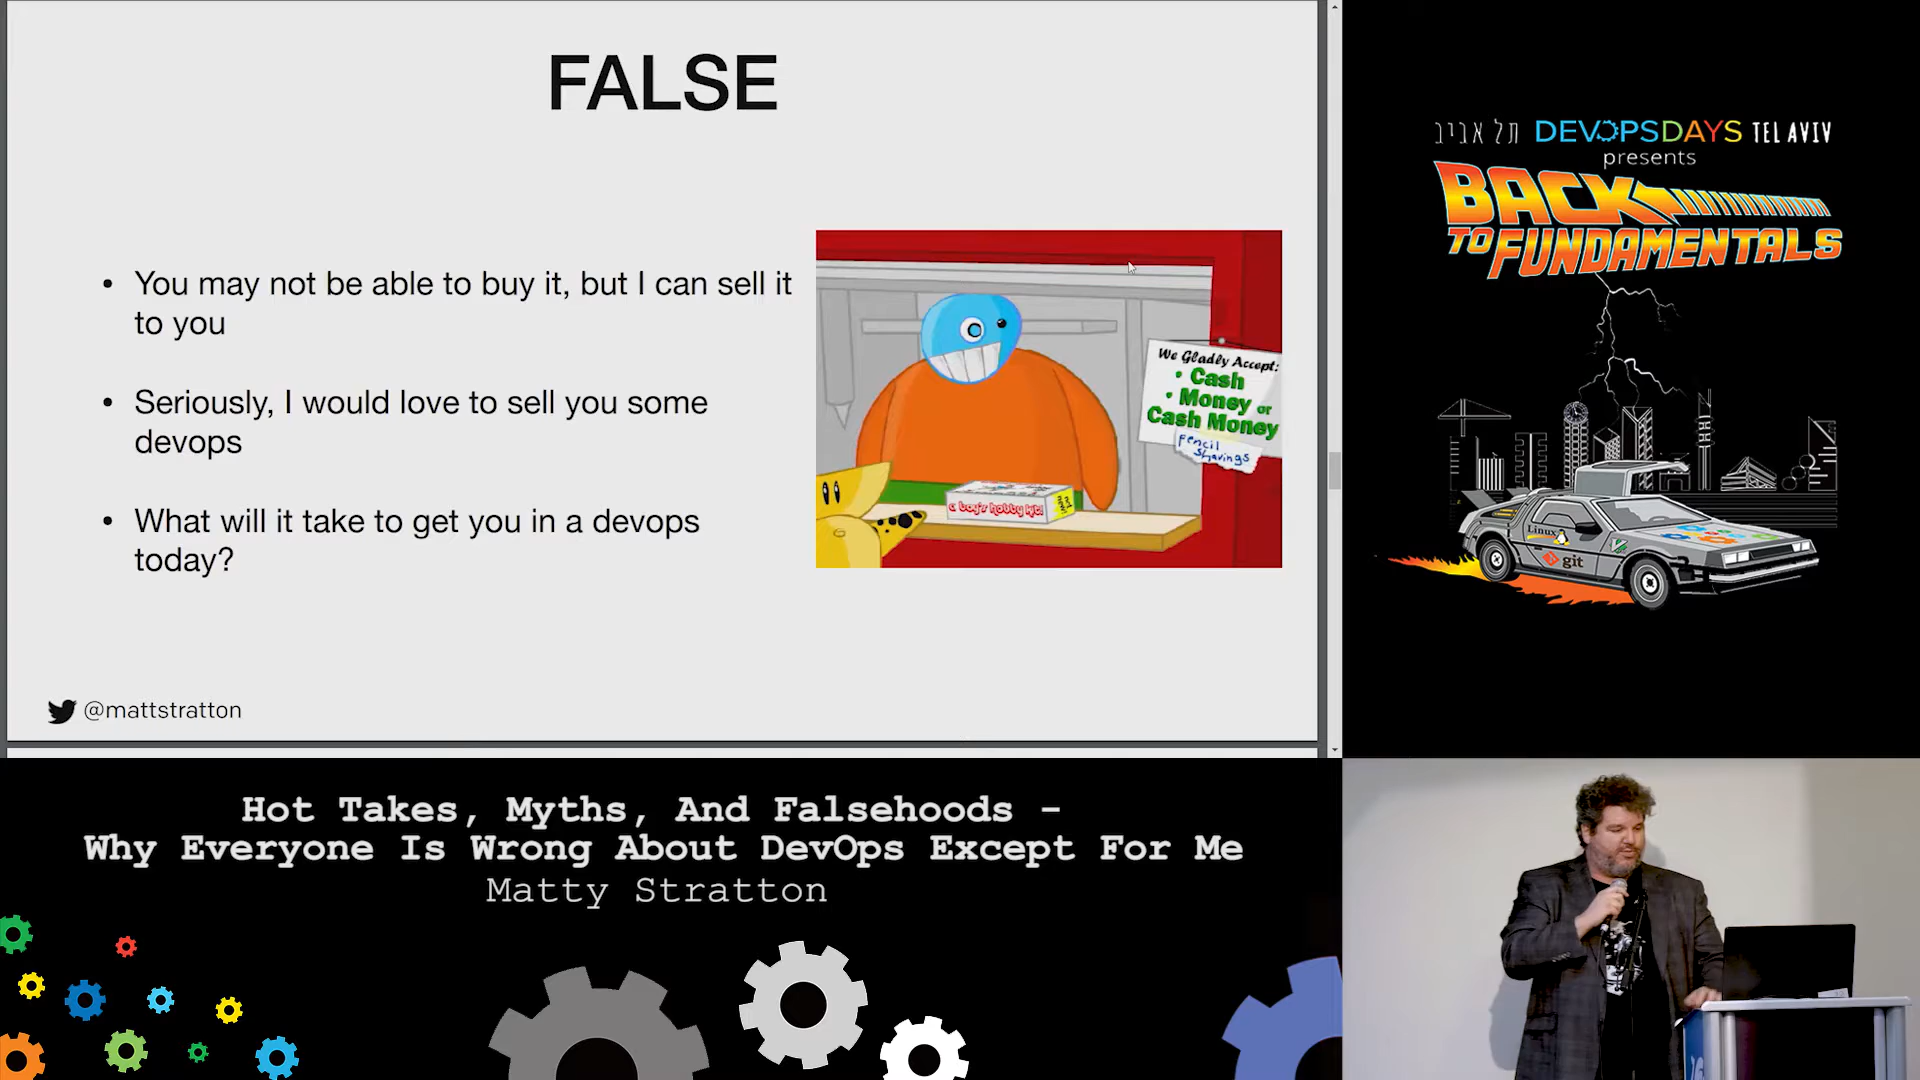 FALSE
• You may not be able to buy it, but I can sell it
to you
• Seriously, I would love to sell you some
devops
• What will it take to get you in a devops
today?
We Gladly Accept:
• Cash
• Money or
Cash Money
Pencil
Shavings
a boy's hobby kit!
@mattstratton
תל אביב DEVOPSDAYS TEL AVIV
presents
BACK
TO FUNDAMENTALS
Linux
git
Hot Takes, Myths, And Falsehoods -
Why Everyone Is Wrong About DevOps Except For Me
Matty Stratton